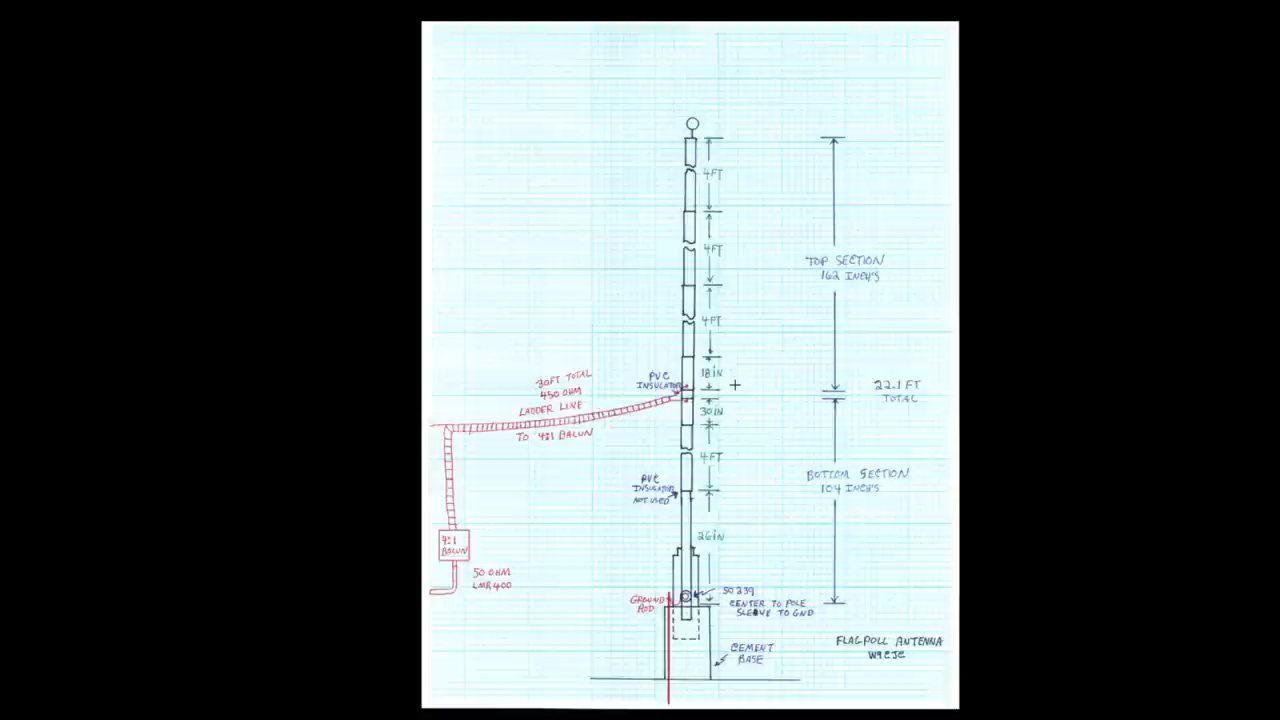 4FT
4FT
TOP SECTION
162 INCH'S
4FT
30FT TOTAL
450 OHM
LADDER LINE
TO 4:1 BALUN
PVC
INSULATOR
18IN
22.1 FT
TOTAL
30IN
4FT
BOTTOM SECTION
104 INCH'S
PVC
INSULATOR
NOT USED
26IN
4:1
BALUN
50 OHM
LMR400
GROUND
ROD
SO239
CENTER TO POLE
SLEEVE TO GND
CEMENT
BASE
FLAGPOLL ANTENNA
W9EJC